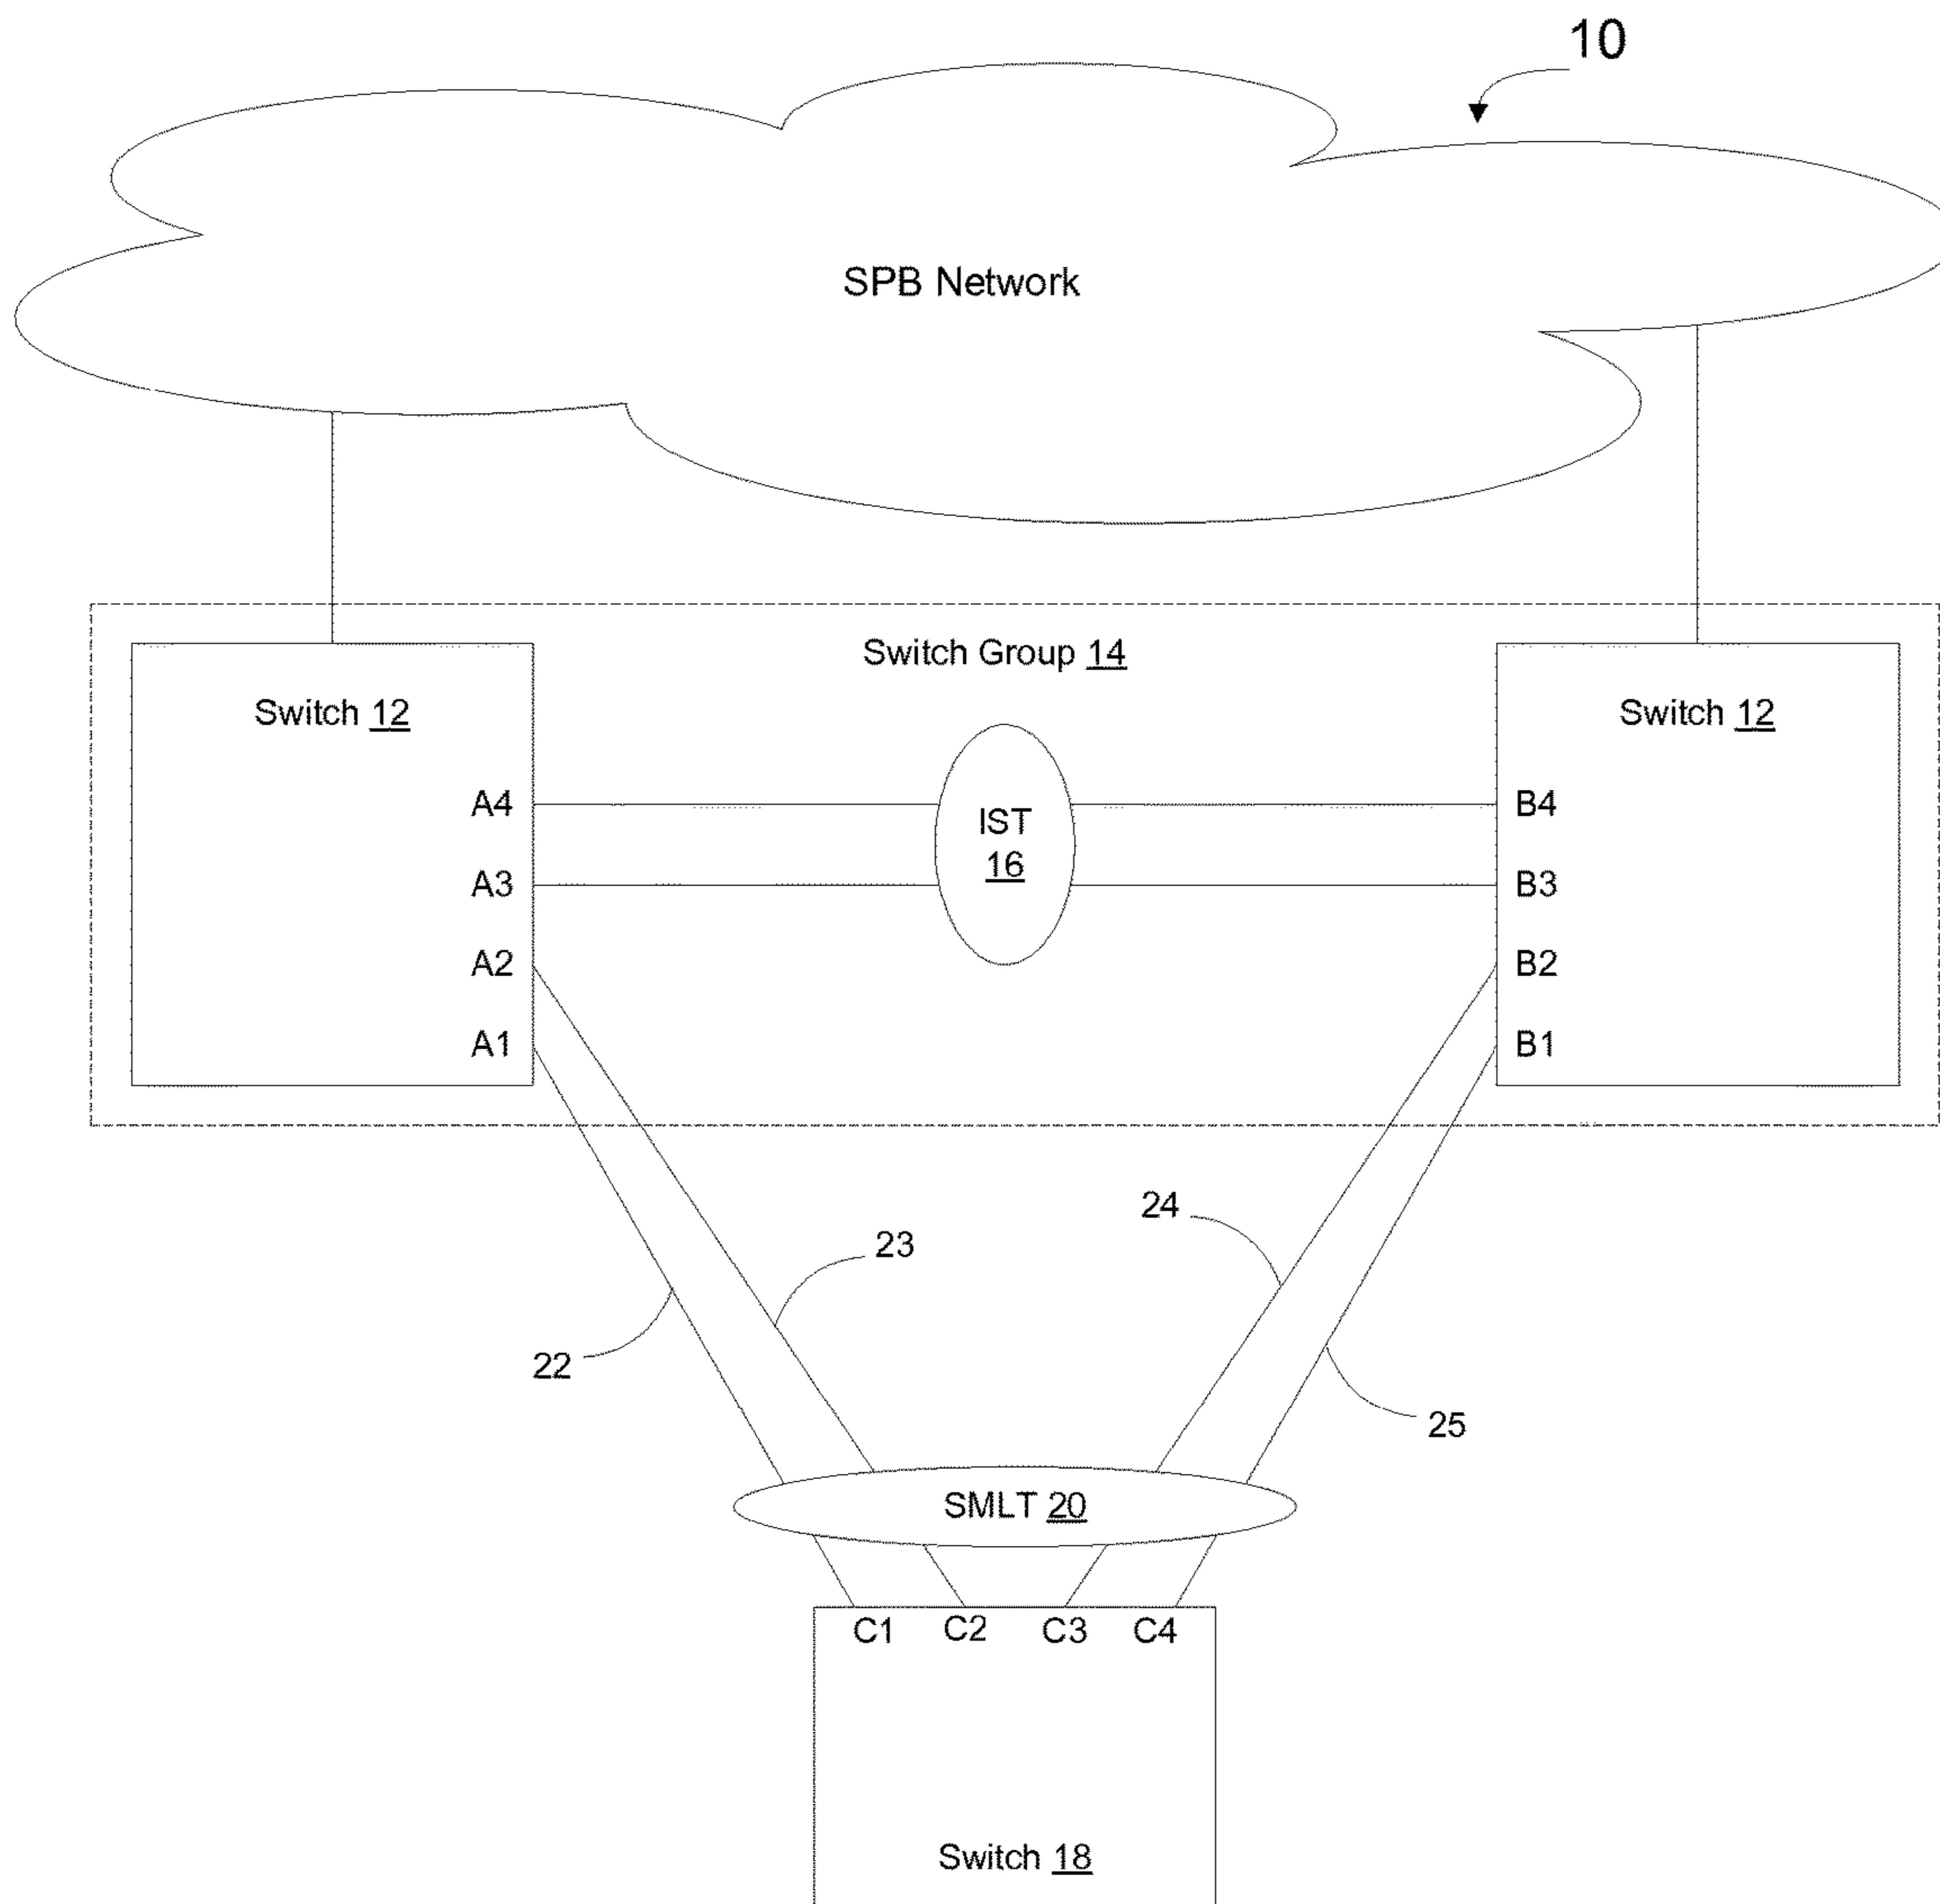 10
SPB Network
Switch Group 14
Switch 12
Switch 12
A4
IST
16
B4
A3
B3
A2
B2
A1
B1
24
23
22
25
SMLT 20
C1 C2 C3 C4
Switch 18